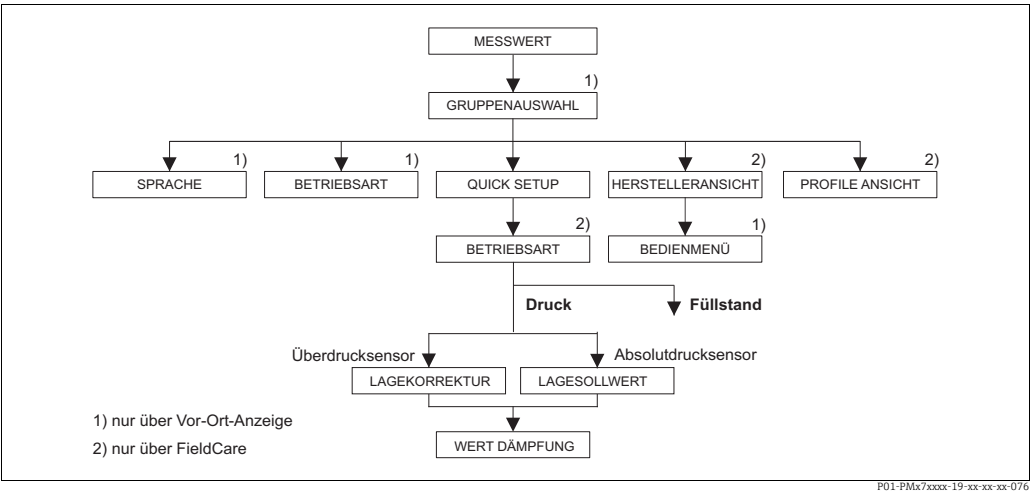 MESSWERT
1)
GRUPPENAUSWAHL
1)
1)
2)
2)
SPRACHE
BETRIEBSART
QUICK SETUP
HERSTELLERANSICHT
PROFILE ANSICHT
2)
1)
BETRIEBSART
BEDIENMENÜ
Druck
Füllstand
Überdrucksensor
Absolutdrucksensor
LAGEKORREKTUR
LAGESOLLWERT
1) nur über Vor-Ort-Anzeige
2) nur über FieldCare
WERT DÄMPFUNG
P01-PMx7xxxx-19-xx-xx-xx-076